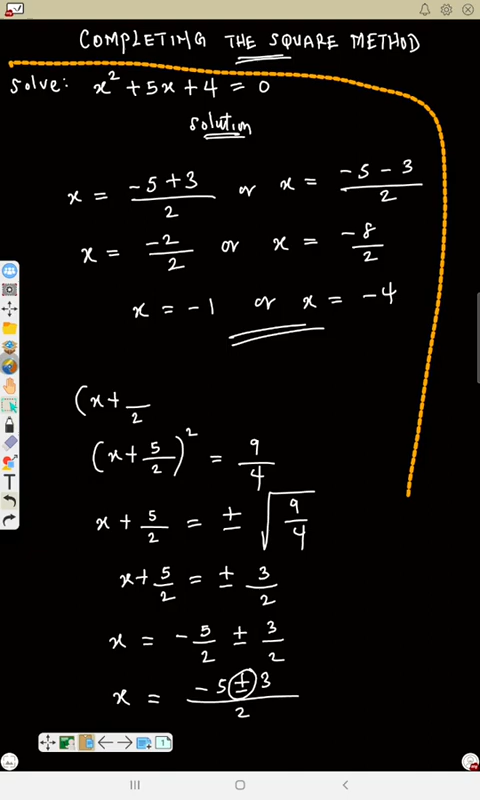 COMPLETING THE SQUARE METHOD
Solve: x² + 5x + 4 = 0
Solution
x = (-5 + 3)/2 or x = (-5 - 3)/2
x = -2/2 or x = -8/2
x = -1 or x = -4
(x + _/2
(x + 5/2)² = 9/4
x + 5/2 = ± √(9/4)
x + 5/2 = ± 3/2
x = -5/2 ± 3/2
x = (-5 ± 3)/2
T
1